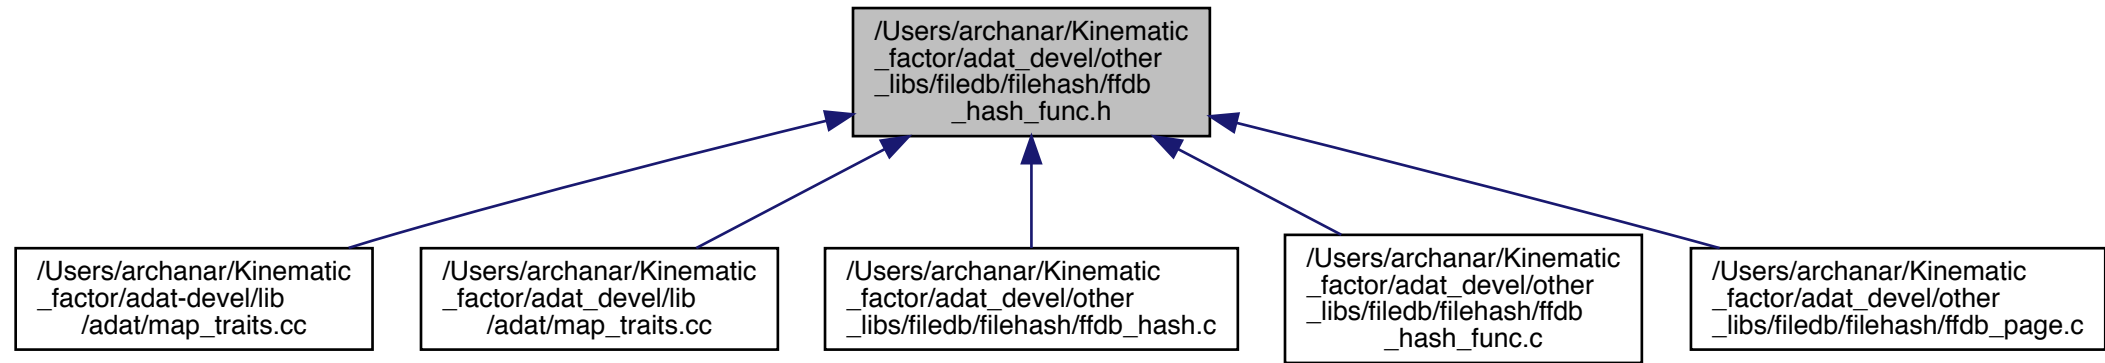 /Users/archanar/Kinematic
_factor/adat_devel/other
_libs/filedb/filehash/ffdb
_hash_func.h
/Users/archanar/Kinematic
_factor/adat-devel/lib
/adat/map_traits.cc
/Users/archanar/Kinematic
_factor/adat_devel/lib
/adat/map_traits.cc
/Users/archanar/Kinematic
_factor/adat_devel/other
_libs/filedb/filehash/ffdb_hash.c
/Users/archanar/Kinematic
_factor/adat_devel/other
_libs/filedb/filehash/ffdb
_hash_func.c
/Users/archanar/Kinematic
_factor/adat_devel/other
_libs/filedb/filehash/ffdb_page.c